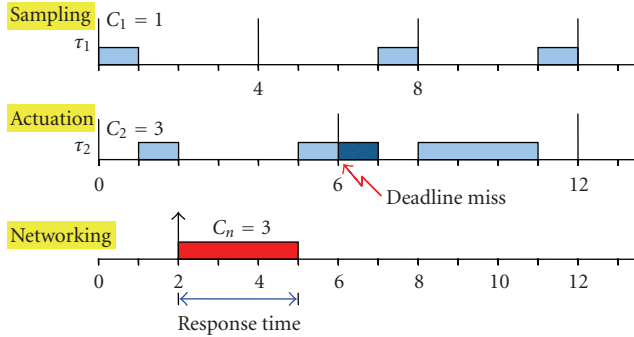 Sampling
C₁ = 1
τ₁
4 8 12
Actuation
C₂ = 3
τ₂
0 6 12
Deadline miss
Networking
Cₙ = 3
0 2 4 6 8 10 12
Response time